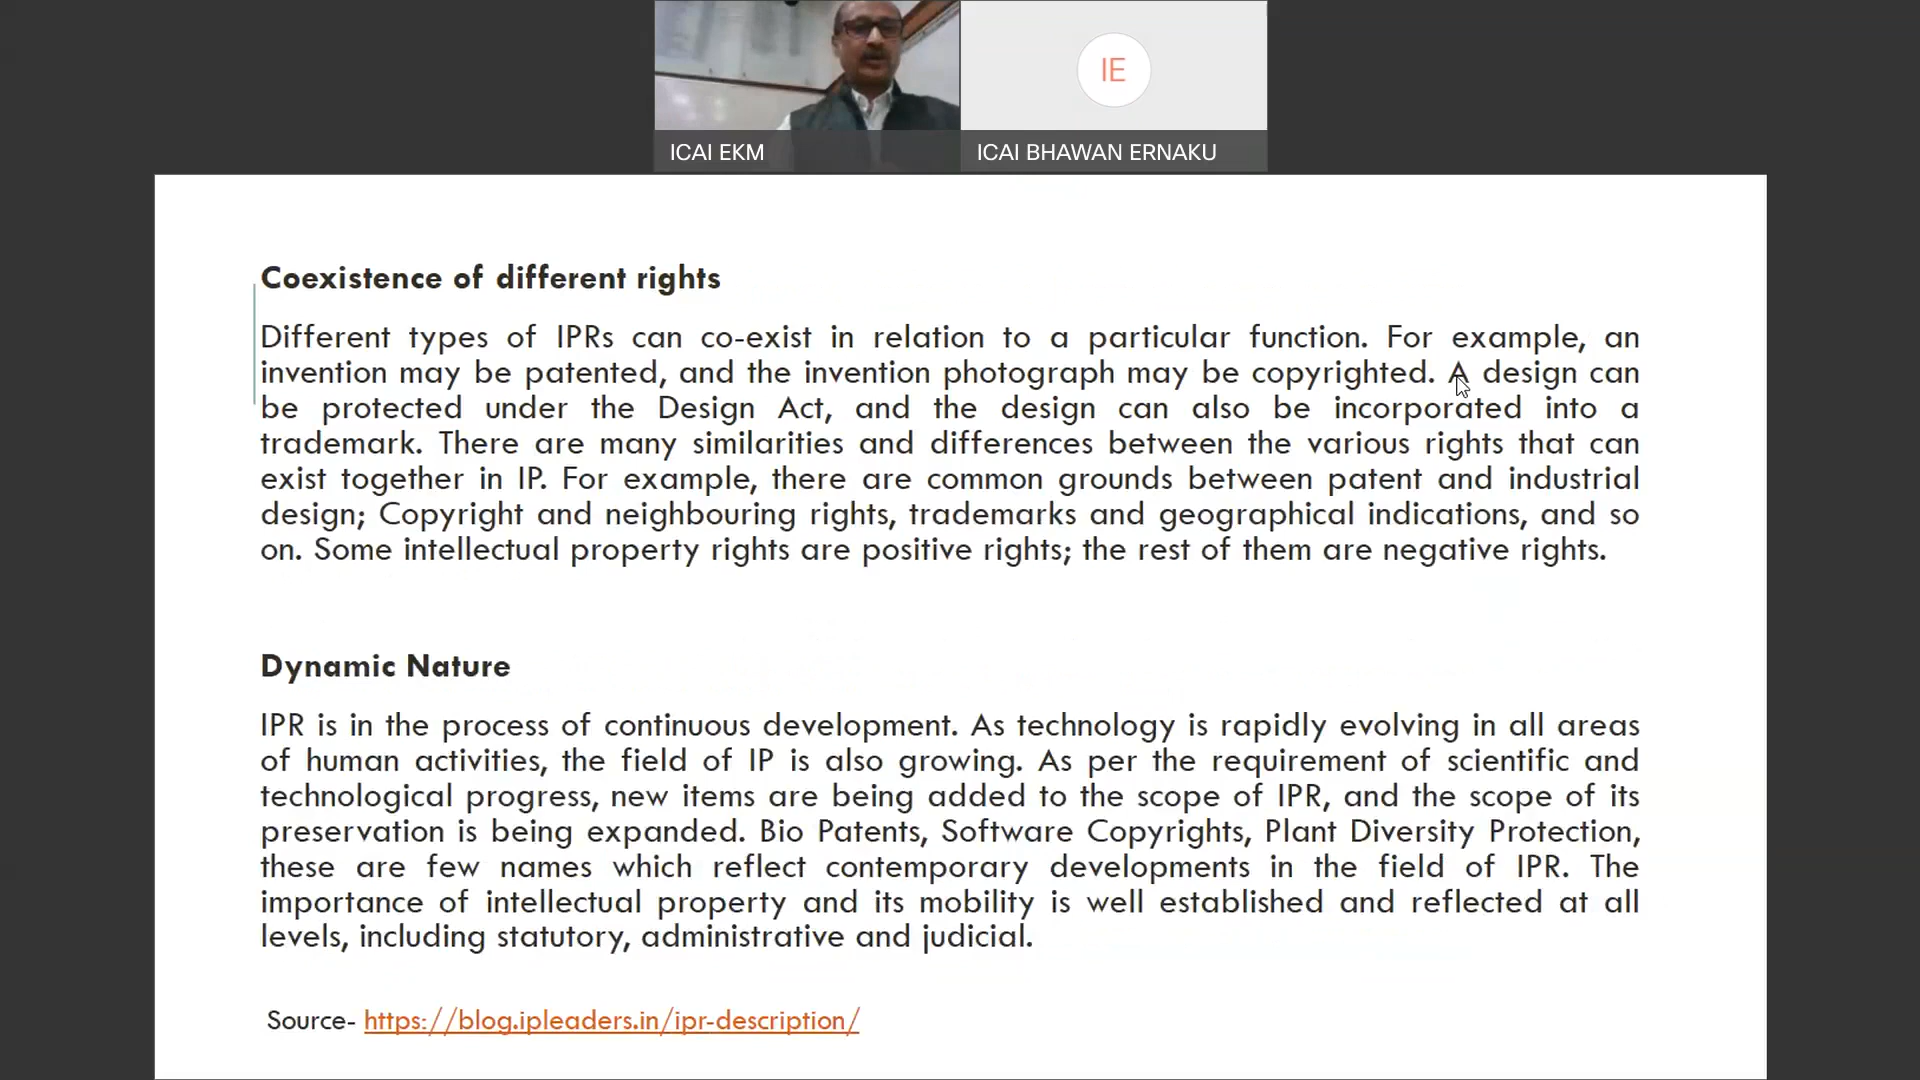 IE
ICAI EKM
ICAI BHAWAN ERNAKU
Coexistence of different rights
Different types of IPRs can co-exist in relation to a particular function. For example, an
invention may be patented, and the invention photograph may be copyrighted. A design can
be protected under the Design Act, and the design can also be incorporated into a
trademark. There are many similarities and differences between the various rights that can
exist together in IP. For example, there are common grounds between patent and industrial
design; Copyright and neighbouring rights, trademarks and geographical indications, and so
on. Some intellectual property rights are positive rights; the rest of them are negative rights.
Dynamic Nature
IPR is in the process of continuous development. As technology is rapidly evolving in all areas
of human activities, the field of IP is also growing. As per the requirement of scientific and
technological progress, new items are being added to the scope of IPR, and the scope of its
preservation is being expanded. Bio Patents, Software Copyrights, Plant Diversity Protection,
these are few names which reflect contemporary developments in the field of IPR. The
importance of intellectual property and its mobility is well established and reflected at all
levels, including statutory, administrative and judicial.
Source- https://blog.ipleaders.in/ipr-description/